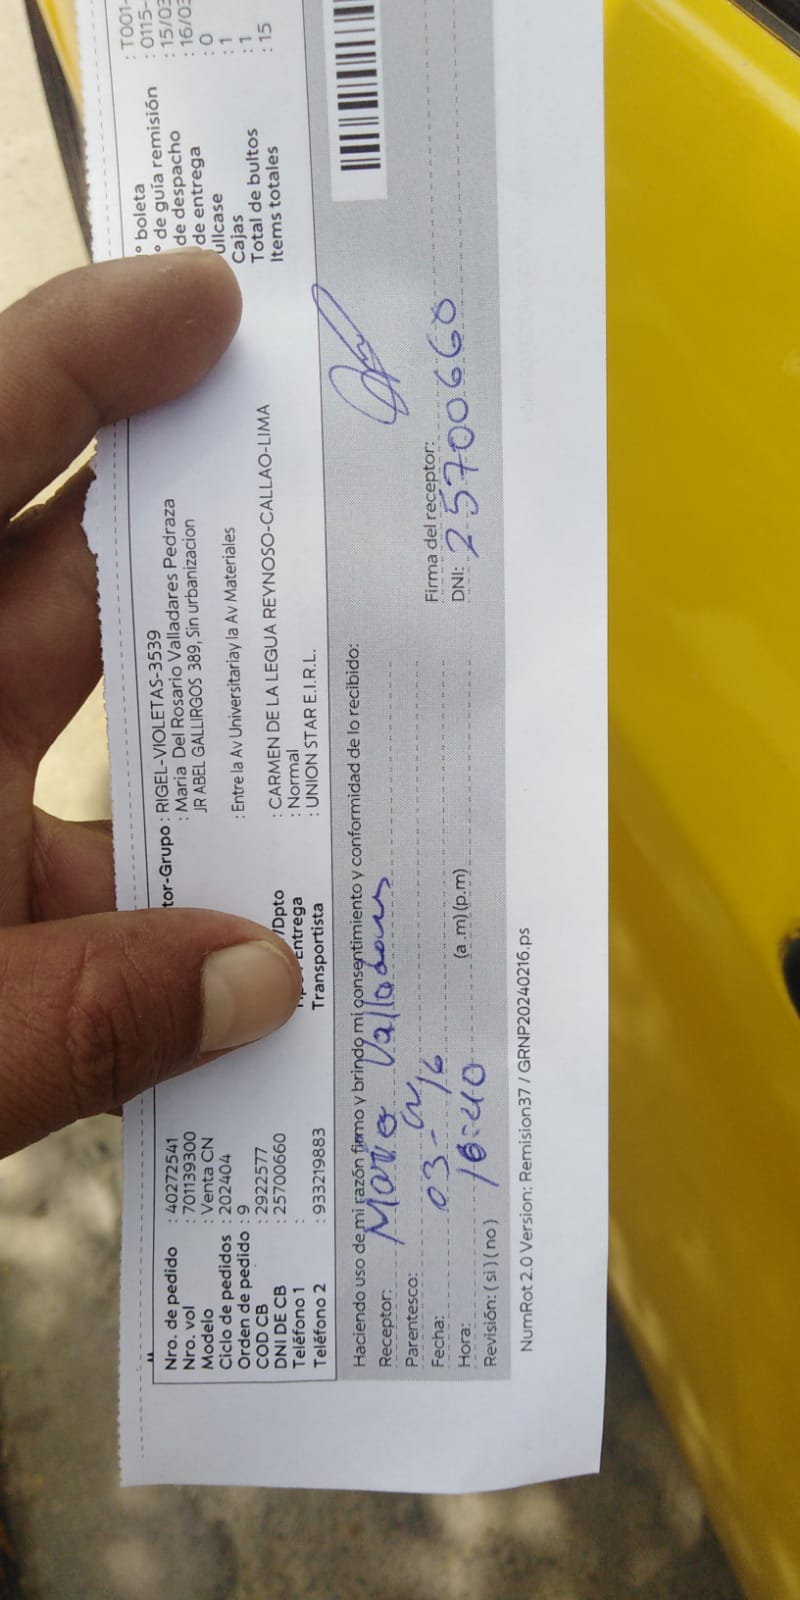 Nro. de pedido : 40272541
Nro. vol : 701139300
Modelo : Venta CN
Ciclo de pedidos : 202404
Orden de pedido : 9
COD CB : 2922577
DNI DE CB : 25700660
Teléfono 1 :
Teléfono 2 : 933219883
tor-Grupo : RIGEL-VIOLETAS-3539
: Maria Del Rosario Valladares Pedraza
JR ABEL GALLIRGOS 389, Sin urbanizacion
: Entre la Av Universitariay la Av Materiales
/Dpto : CARMEN DE LA LEGUA REYNOSO-CALLAO-LIMA
Entrega : Normal
Transportista : UNION STAR E.I.R.L.
° boleta : T001-
° de guía remisión : 0115-
de despacho : 15/03
de entrega : 16/03
ullcase : 0
Cajas : 1
Total de bultos : 1
Items totales : 15
Haciendo uso de mi razón firmo y brindo mi consentimiento y conformidad de lo recibido:
Receptor: Maria Valladares
Parentesco:
Fecha: 03-
Hora: 16:40 (a .m) (p.m)
Revisión: ( si ) ( no )
Firma del receptor:
DNI: 25700660
NumRot 2.0 Version: Remision37 / GRNP20240216.ps